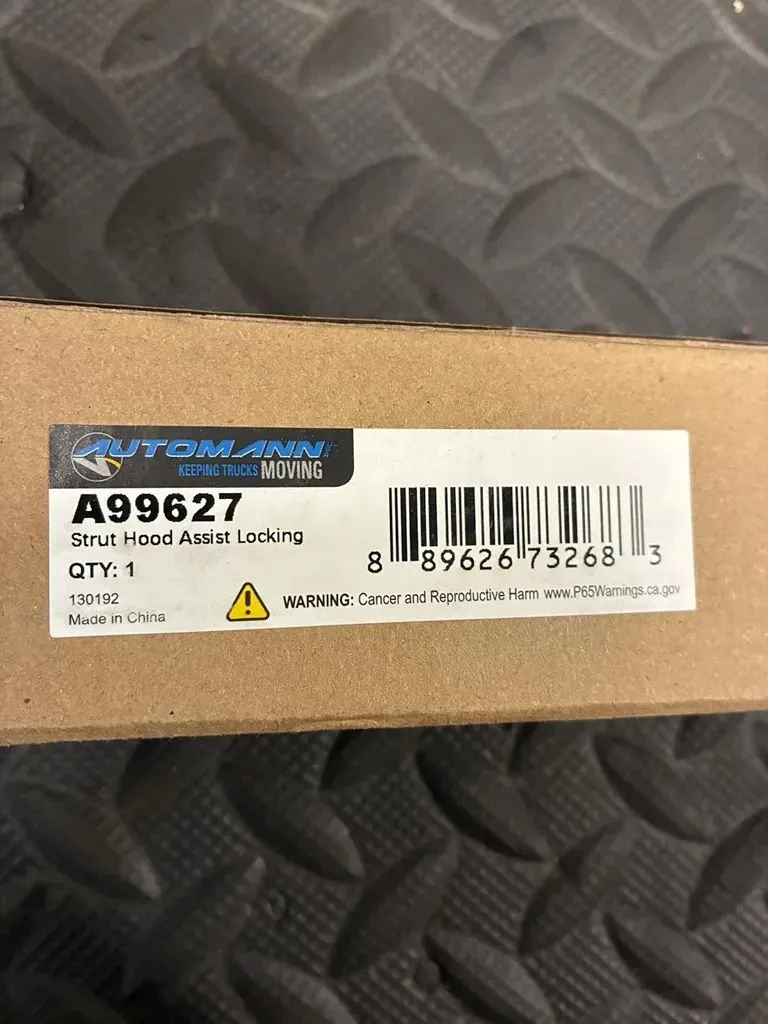 AUTOMANN
KEEPING TRUCKS MOVING
A99627
Strut Hood Assist Locking
QTY: 1
130192
Made in China
8 89626 73268 3
WARNING: Cancer and Reproductive Harm www.P65Warnings.ca.gov